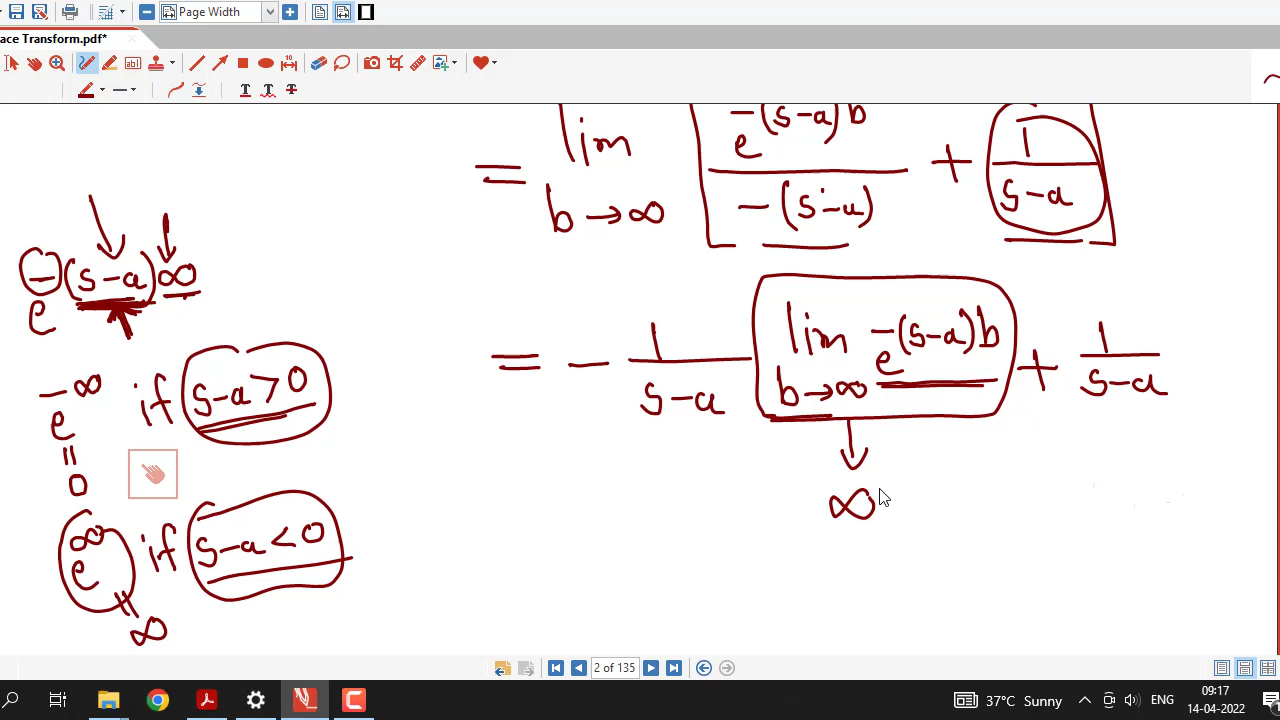 Page Width
ace Transform.pdf*
= lim b→∞ [ e^{-(s-a)b} / -(s-a) + 1/(s-a) ]
e^{-(s-a)∞}
= - 1/(s-a) lim b→∞ e^{-(s-a)b} + 1/(s-a)
e^{-∞} if s-a>0
= 0
∞
e^{∞} if s-a<0
= ∞
2 of 135
37°C Sunny
ENG
09:17
14-04-2022